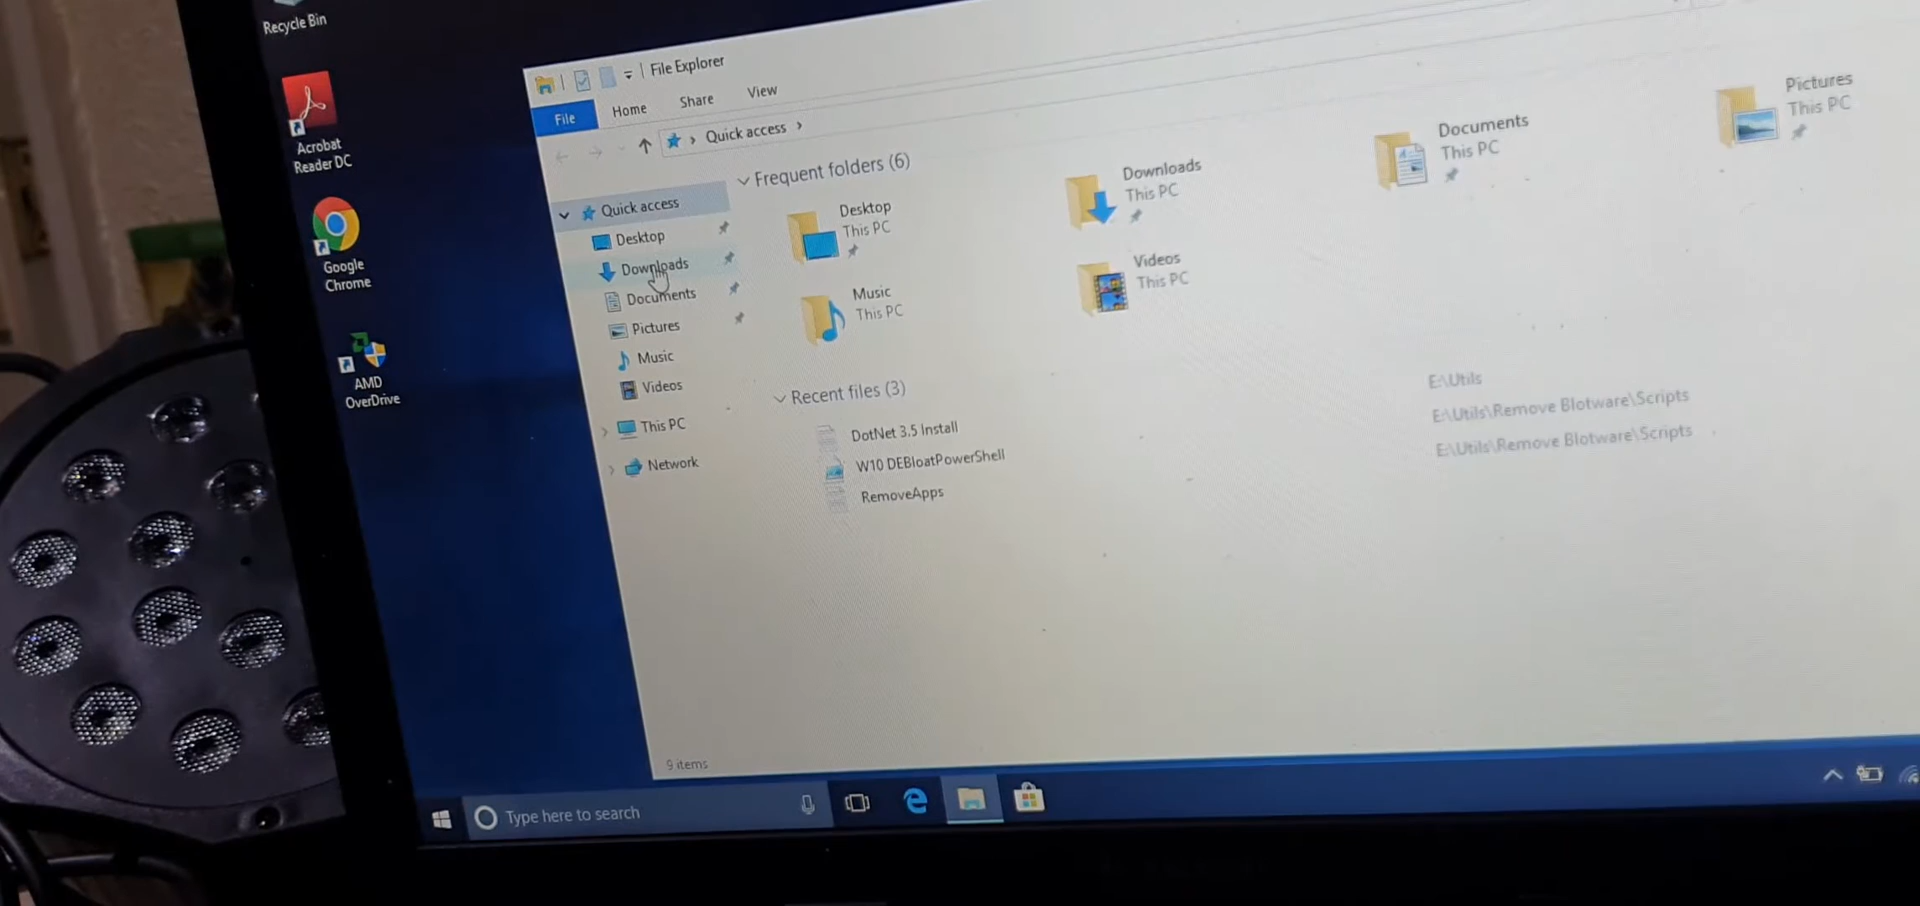 Recycle Bin
Acrobat
Reader DC
Google
Chrome
AMD
OverDrive
File Explorer
File
Home
Share
View
Quick access
Quick access
Desktop
Downloads
Documents
Pictures
Music
Videos
This PC
Network
Frequent folders (6)
Desktop
This PC
Downloads
This PC
Documents
This PC
Pictures
This PC
Music
This PC
Videos
This PC
Recent files (3)
DotNet 3.5 Install
E:\Utils
W10 DEBloatPowerShell
E:\Utils\Remove Blotware\Scripts
RemoveApps
E:\Utils\Remove Blotware\Scripts
9 items
Type here to search